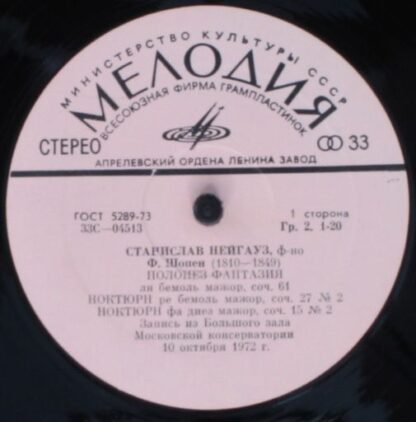 МИНИСТЕРСТВО КУЛЬТУРЫ СССР
МЕЛОДИЯ
ВСЕСОЮЗНАЯ ФИРМА ГРАМПЛАСТИНОК
СТЕРЕО 33
АПРЕЛЕВСКИЙ ОРДЕНА ЛЕНИНА ЗАВОД
ГОСТ 5289-73 1 сторона
33С—04513 Гр. 2. 1-20
СТАНИСЛАВ НЕЙГАУЗ, ф-но
Ф. Шопен (1810—1849)
ПОЛОНЕЗ ФАНТАЗИЯ
ля бемоль мажор, соч. 61
НОКТЮРН ре бемоль мажор, соч. 27 № 2
НОКТЮРН фа диез мажор, соч. 15 № 2
Запись из Большого зала
Московской консерватории
10 октября 1972 г.